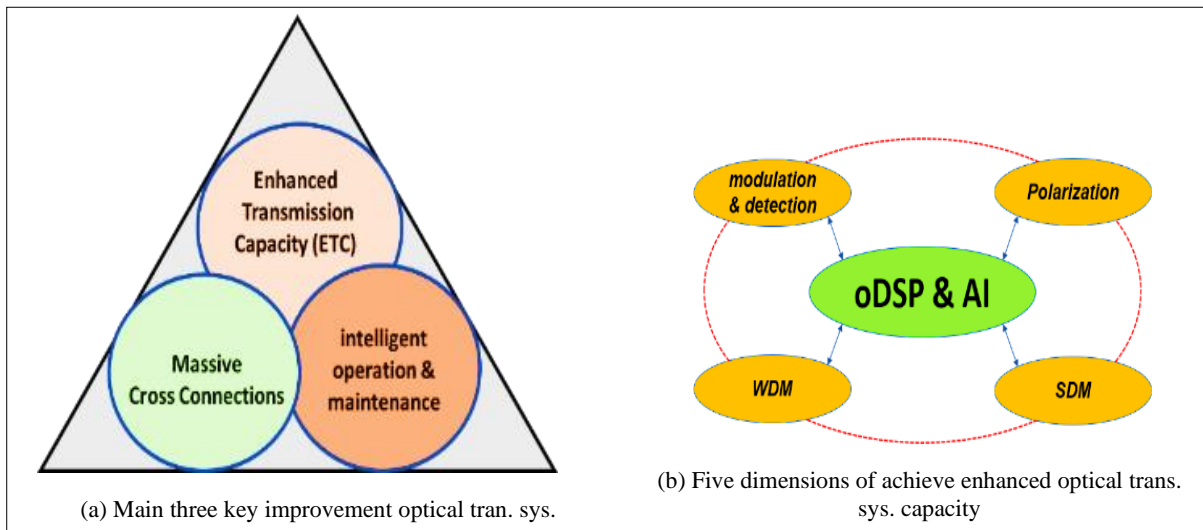 Enhanced
Transmission
Capacity (ETC)
Massive
Cross Connections
intelligent
operation &
maintenance
(a) Main three key improvement optical tran. sys.
modulation
& detection
Polarization
oDSP & AI
WDM
SDM
(b) Five dimensions of achieve enhanced optical trans.
sys. capacity